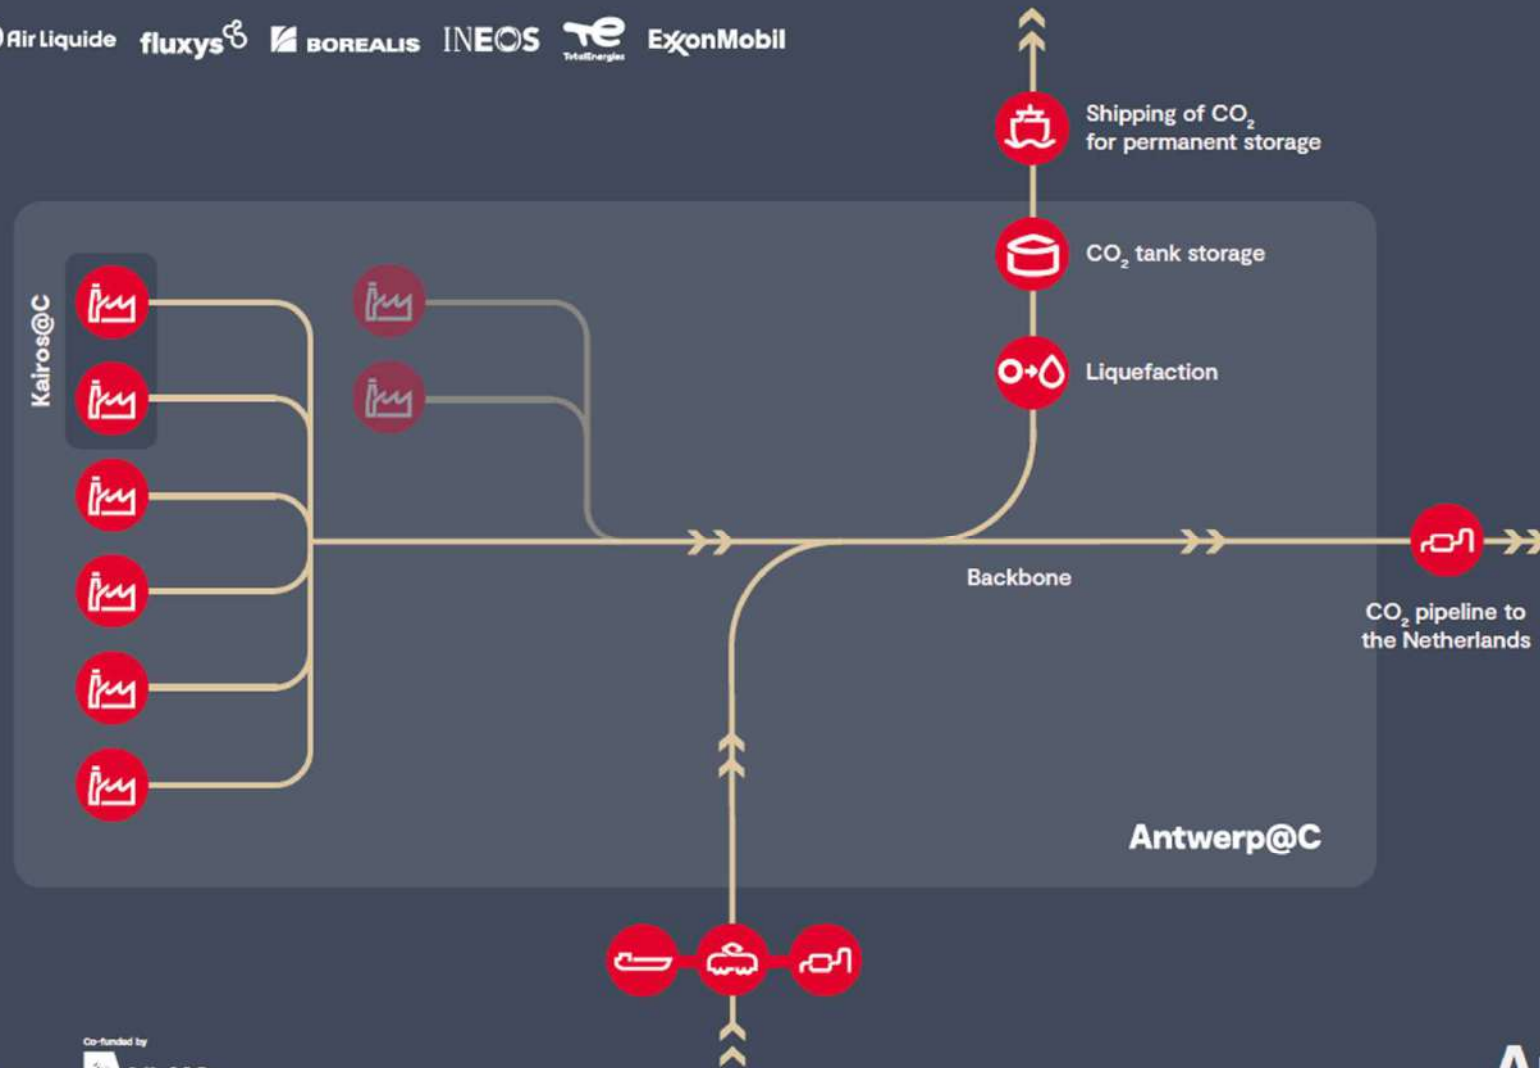 Air Liquide
fluxys
BOREALIS
INEOS
TotalEnergies
ExxonMobil
Shipping of CO₂
for permanent storage
CO₂ tank storage
Liquefaction
Kairos@C
Backbone
CO₂ pipeline to
the Netherlands
Antwerp@C
Co-funded by